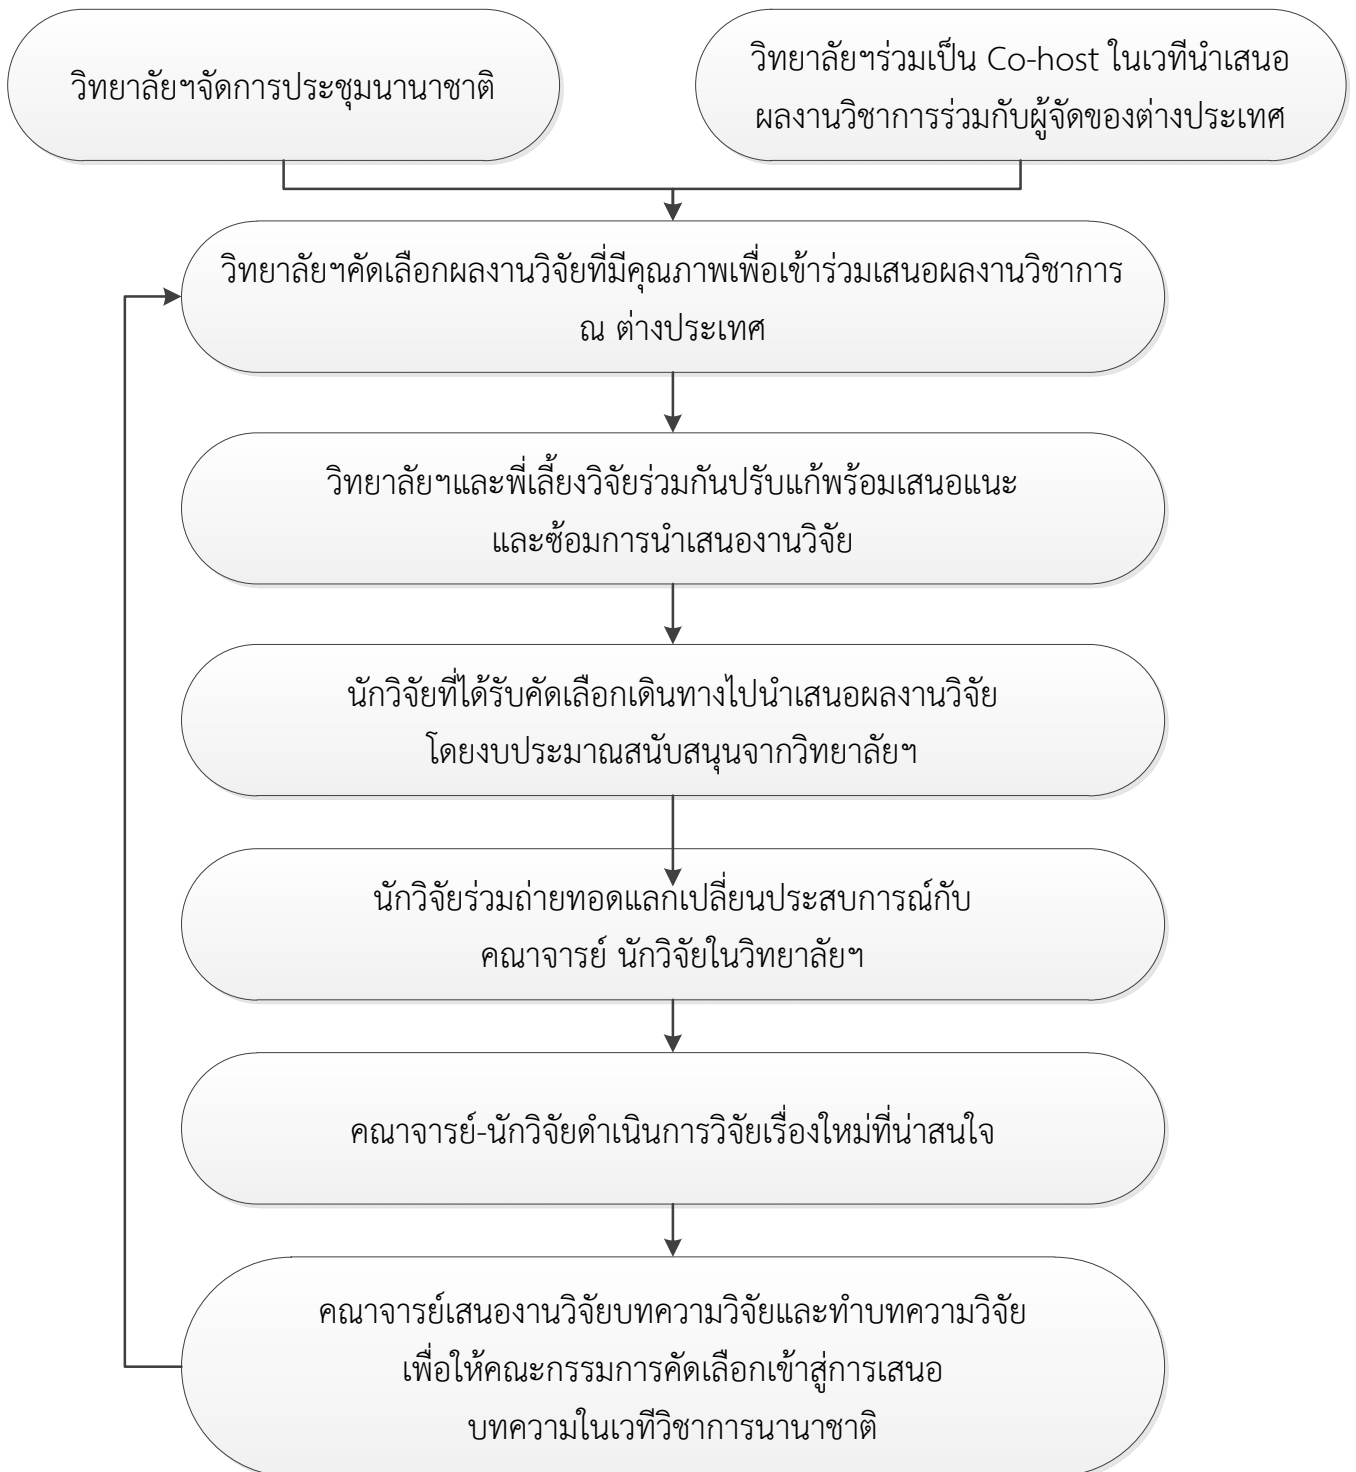 วิทยาลัยฯจัดการประชุมนานาชาติ
วิทยาลัยฯร่วมเป็น Co-host ในเวทีนำเสนอ
ผลงานวิชาการร่วมกับผู้จัดของต่างประเทศ
วิทยาลัยฯคัดเลือกผลงานวิจัยที่มีคุณภาพเพื่อเข้าร่วมเสนอผลงานวิชาการ
ณ ต่างประเทศ
วิทยาลัยฯและพี่เลี้ยงวิจัยร่วมกันปรับแก้พร้อมเสนอแนะ
และซ้อมการนำเสนองานวิจัย
นักวิจัยที่ได้รับคัดเลือกเดินทางไปนำเสนอผลงานวิจัย
โดยงบประมาณสนับสนุนจากวิทยาลัยฯ
นักวิจัยร่วมถ่ายทอดแลกเปลี่ยนประสบการณ์กับ
คณาจารย์ นักวิจัยในวิทยาลัยฯ
คณาจารย์-นักวิจัยดำเนินการวิจัยเรื่องใหม่ที่น่าสนใจ
คณาจารย์เสนองานวิจัยบทความวิจัยและทำบทความวิจัย
เพื่อให้คณะกรรมการคัดเลือกเข้าสู่การเสนอ
บทความในเวทีวิชาการนานาชาติ